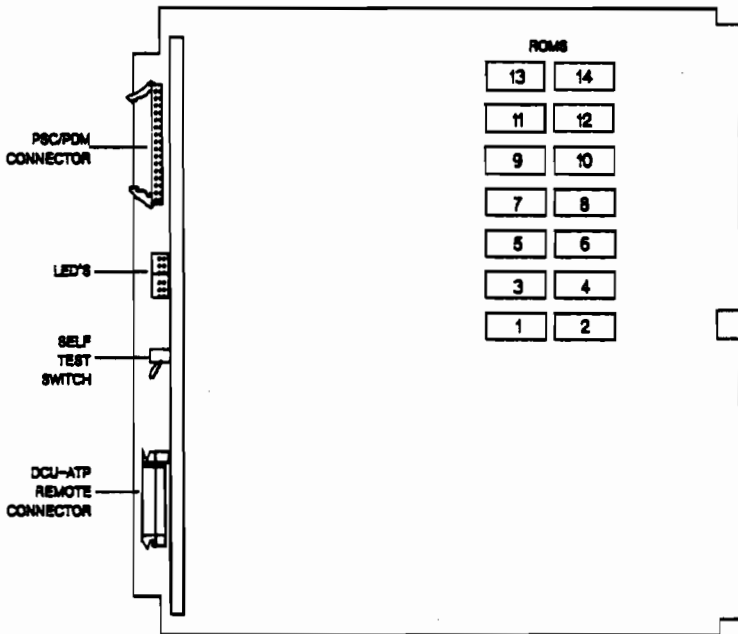 ROMS
13 14
11 12
9 10
7 8
5 6
3 4
1 2
PSC/PDM
CONNECTOR
LED'S
SELF
TEST
SWITCH
DCU-ATP
REMOTE
CONNECTOR